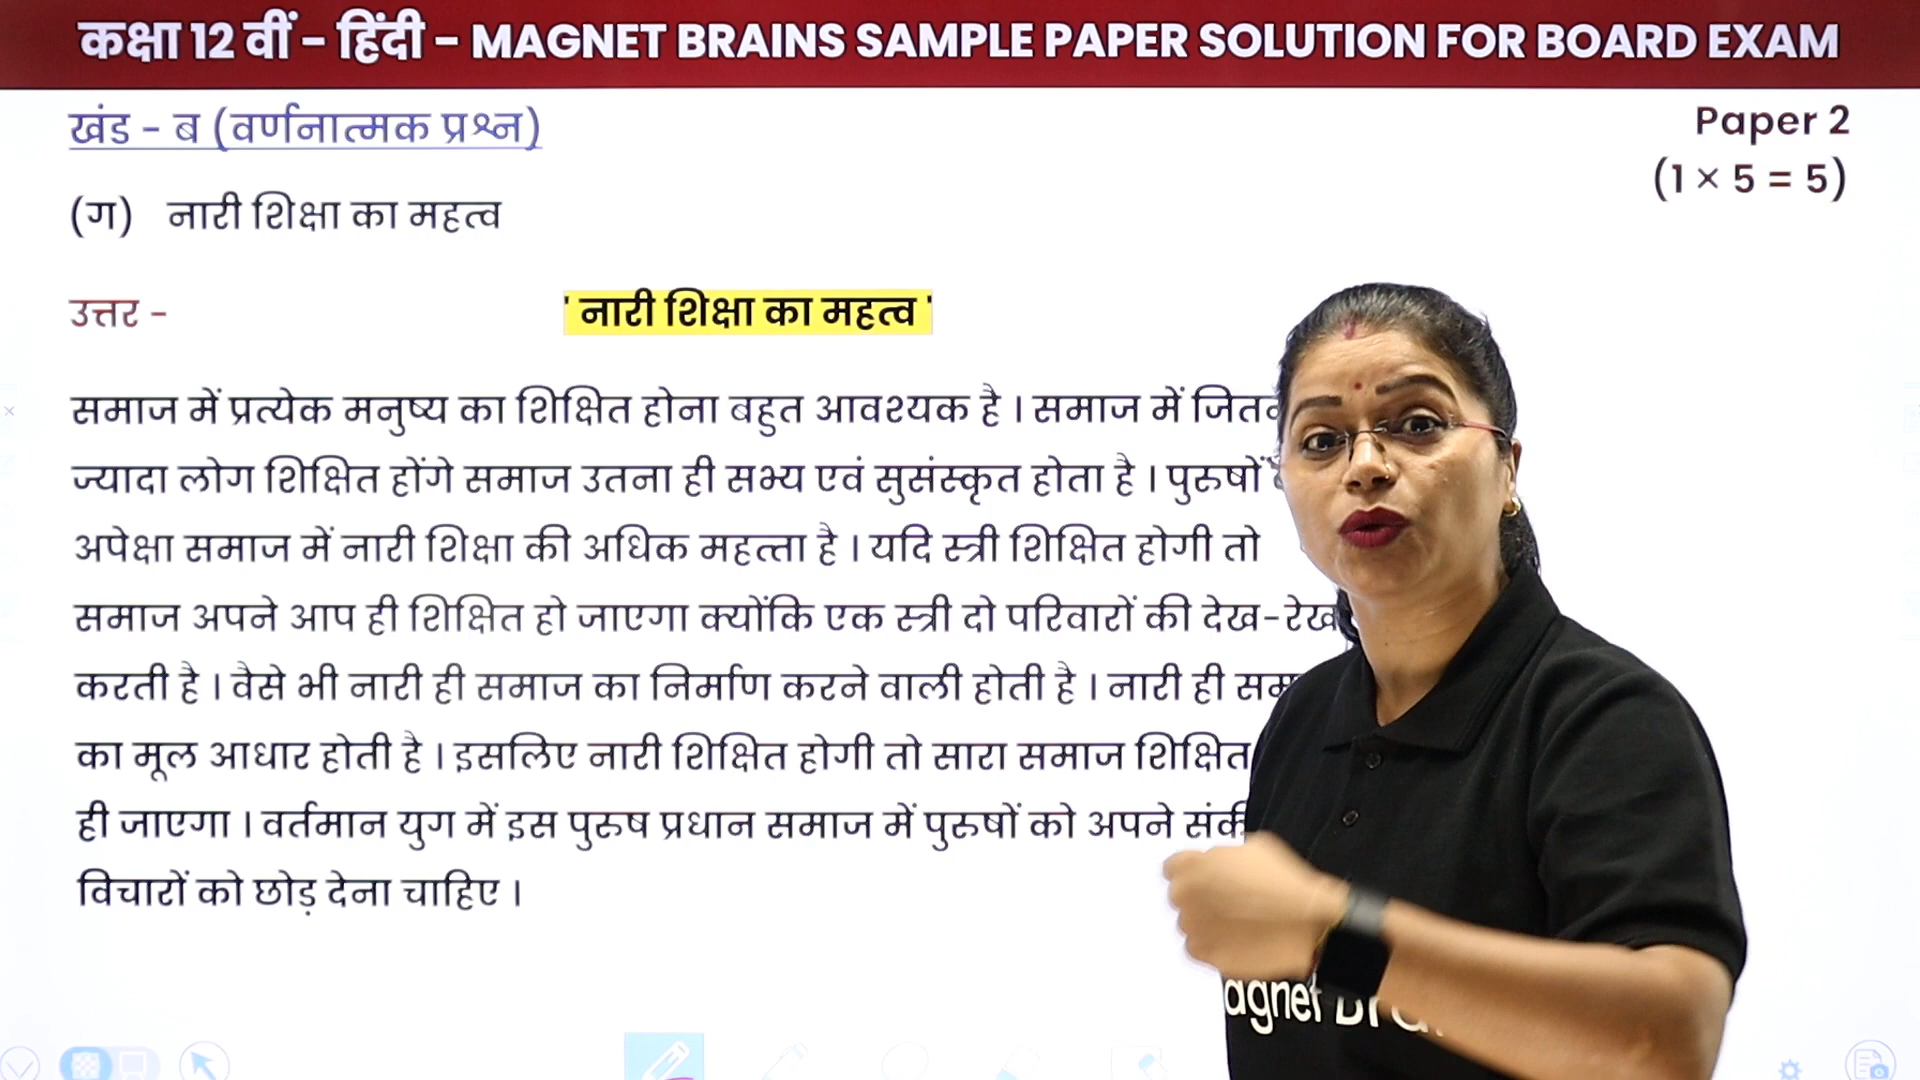 कक्षा 12 वीं - हिंदी - MAGNET BRAINS SAMPLE PAPER SOLUTION FOR BOARD EXAM
खंड - ब (वर्णनात्मक प्रश्न)
Paper 2
(1 × 5 = 5)
(ग) नारी शिक्षा का महत्व
उत्तर -
' नारी शिक्षा का महत्व '
समाज में प्रत्येक मनुष्य का शिक्षित होना बहुत आवश्यक है । समाज में
ज्यादा लोग शिक्षित होंगे समाज उतना ही सभ्य एवं सुसंस्कृत होता है । पुरुषों
अपेक्षा समाज में नारी शिक्षा की अधिक महत्ता है । यदि स्त्री शिक्षित होगी तो
समाज अपने आप ही शिक्षित हो जाएगा क्योंकि एक स्त्री दो परिवारों की देख-रेख
करती है । वैसे भी नारी ही समाज का निर्माण करने वाली होती है । नारी ही
का मूल आधार होती है । इसलिए नारी शिक्षित होगी तो सारा समाज शिक्षित
ही जाएगा । वर्तमान युग में इस पुरुष प्रधान समाज में पुरुषों को अपने
विचारों को छोड़ देना चाहिए ।